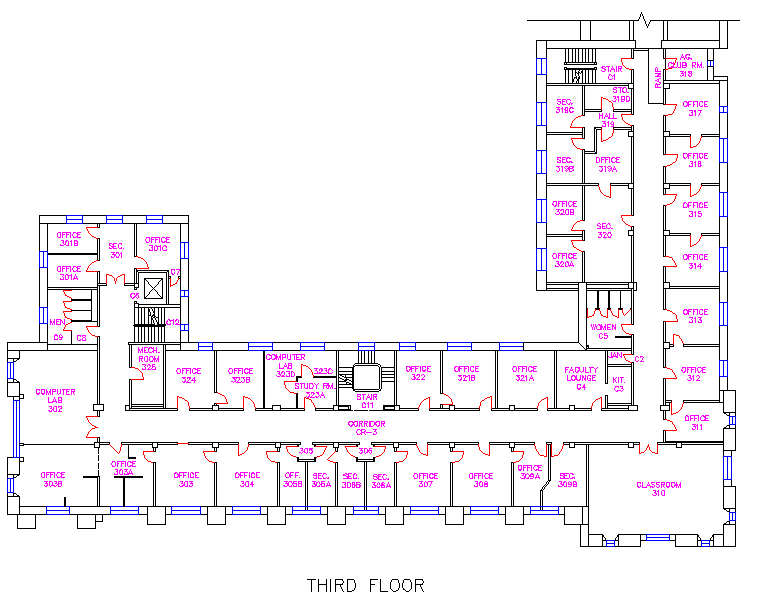 AG.
CLUB RM.
318
RAMP
STAIR
C1
STO.
319D
SEC.
319C
HALL
319
OFFICE
317
SEC.
319B
OFFICE
319A
OFFICE
316
OFFICE
320B
SEC.
320
OFFICE
315
OFFICE
320A
OFFICE
314
OFFICE
301B
SEC.
301
OFFICE
301C
OFFICE
301A
C7
C6
C12
MEN
C9
C8
OFFICE
313
WOMEN
C5
JAN.
C2
MECH.
ROOM
325
OFFICE
324
OFFICE
323B
COMPUTER
LAB
323D
323C
STUDY RM.
323A
STAIR
C11
OFFICE
322
OFFICE
321B
OFFICE
321A
FACULTY
LOUNGE
C4
KIT.
C3
OFFICE
312
COMPUTER
LAB
302
OFFICE
311
CORRIDOR
CR-3
OFFICE
303B
OFFICE
303A
OFFICE
303
OFFICE
304
305
OFF.
305B
SEC.
305A
306
SEC.
306B
SEC.
306A
OFFICE
307
OFFICE
308
OFFICE
309A
SEC.
309B
CLASSROOM
310
THIRD FLOOR